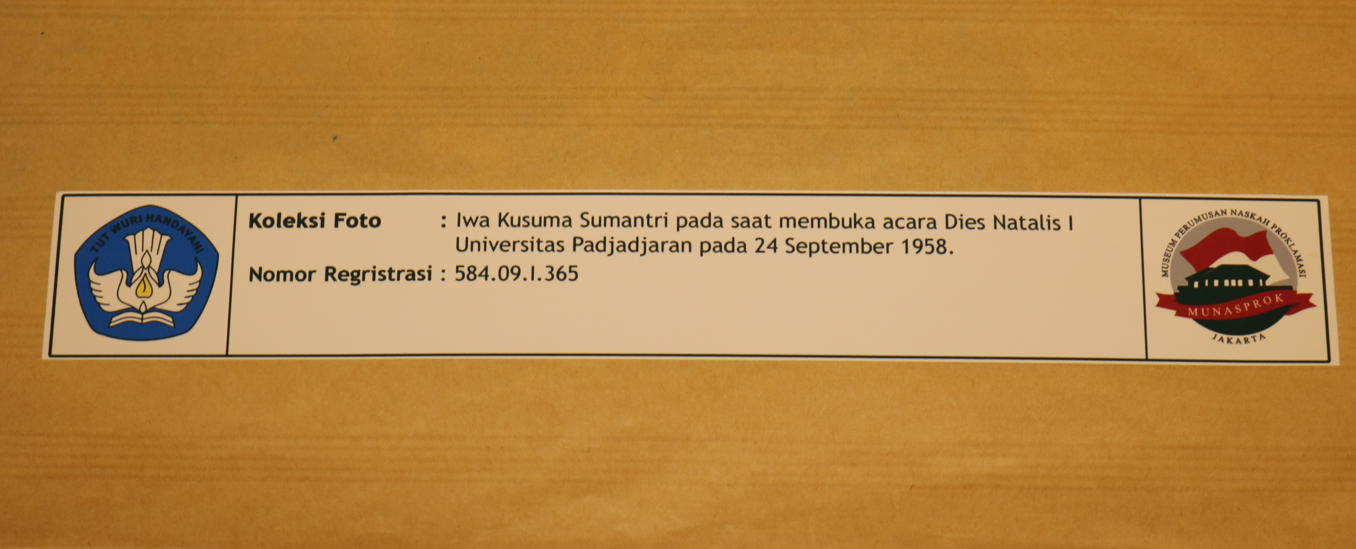 TUT WURI HANDAYANI
Koleksi Foto : Iwa Kusuma Sumantri pada saat membuka acara Dies Natalis I
Universitas Padjadjaran pada 24 September 1958.
Nomor Regristrasi : 584.09.I.365
MUSEUM PERUMUSAN NASKAH PROKLAMASI
MUNASPROK
JAKARTA